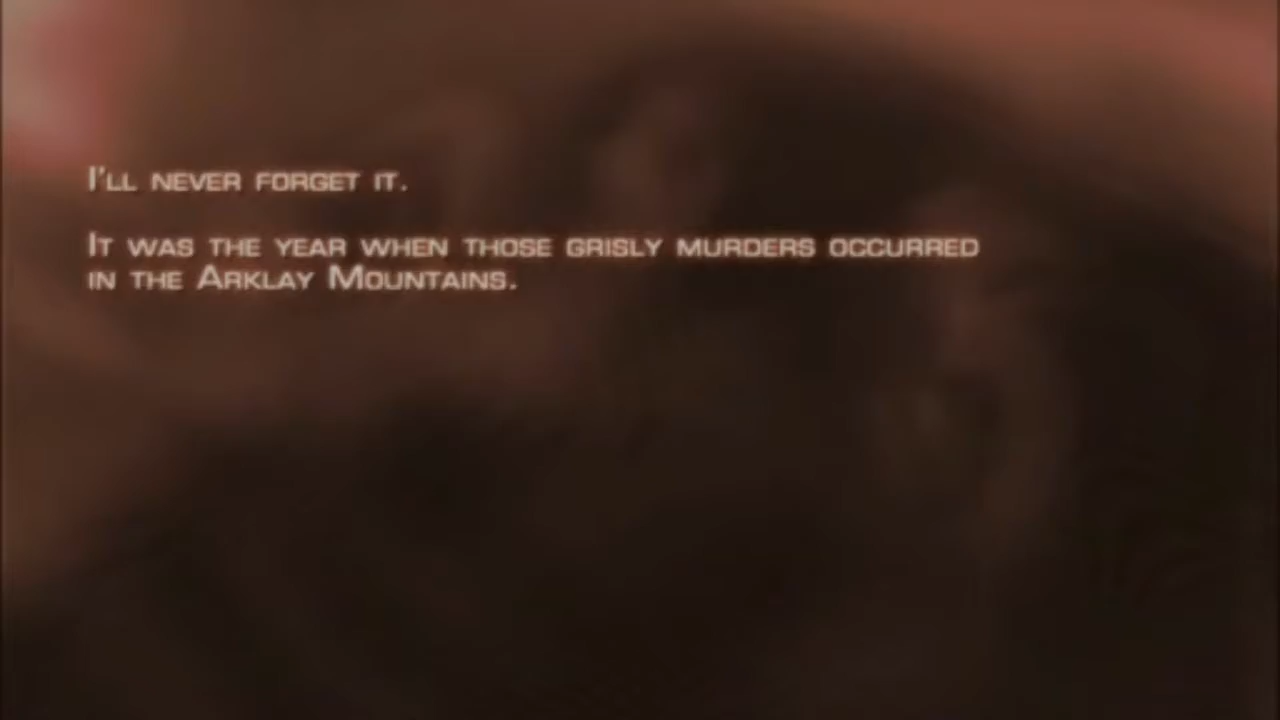 I'll never forget it.
It was the year when those grisly murders occurred
in the Arklay Mountains.